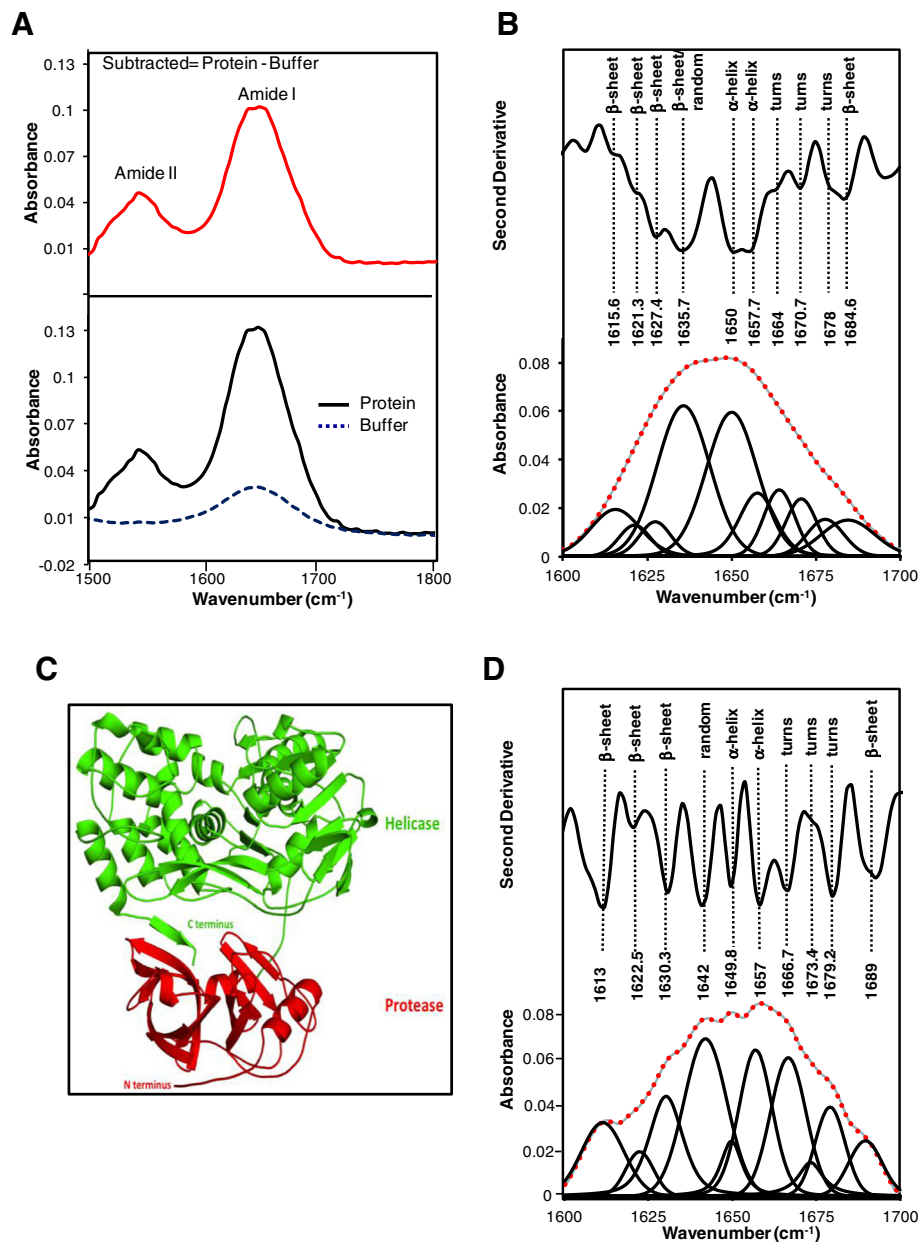 A
Subtracted= Protein - Buffer
Amide I
Amide II
Absorbance
0.13
0.1
0.07
0.04
0.01
Absorbance
0.13
0.1
0.07
0.04
0.01
-0.02
Protein
Buffer
1500
1600
1700
1800
Wavenumber (cm-1)
B
Second Derivative
β-sheet
β-sheet
β-sheet
β-sheet/
random
α-helix
α-helix
turns
turns
turns
β-sheet
1615.6
1621.3
1627.4
1635.7
1650
1657.7
1664
1670.7
1678
1684.6
Absorbance
0.08
0.06
0.04
0.02
0
1600
1625
1650
1675
1700
Wavenumber (cm-1)
C
Helicase
C terminus
Protease
N terminus
D
Second Derivative
β-sheet
β-sheet
β-sheet
random
α-helix
α-helix
turns
turns
turns
β-sheet
1613
1622.5
1630.3
1642
1649.8
1657
1666.7
1673.4
1679.2
1689
Absorbance
0.08
0.06
0.04
0.02
0
1600
1625
1650
1675
1700
Wavenumber (cm-1)